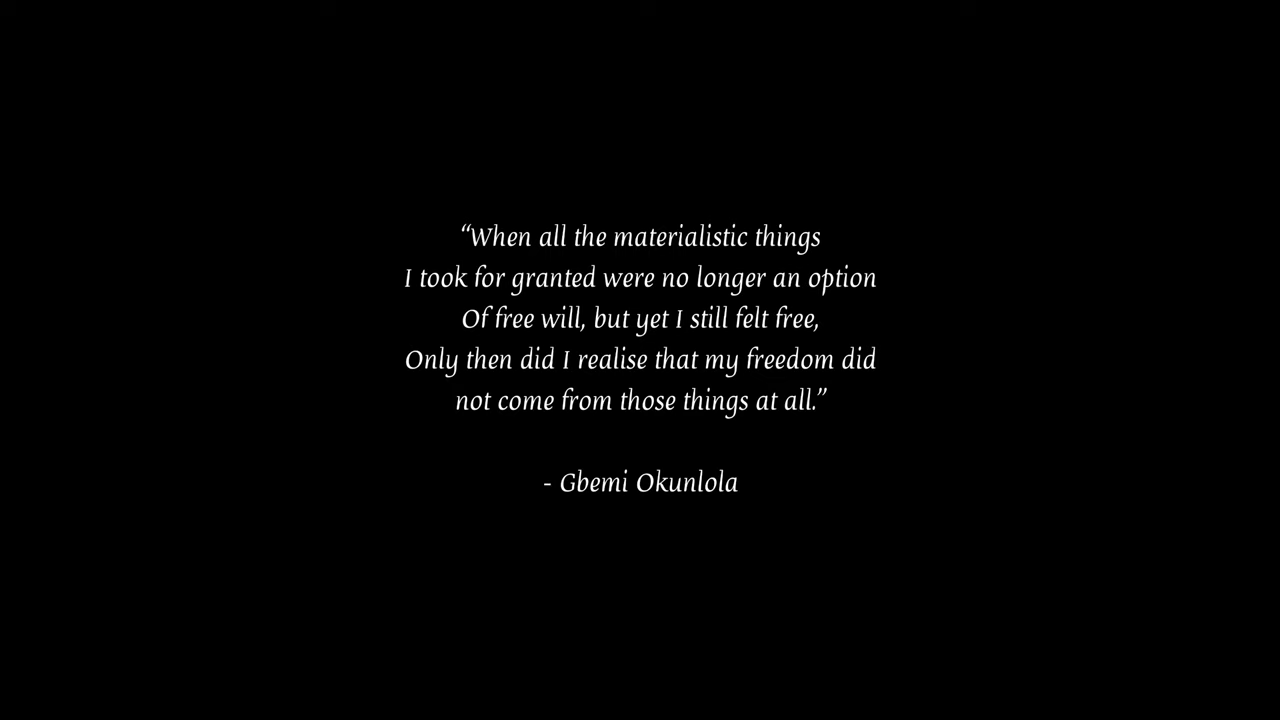 “When all the materialistic things
I took for granted were no longer an option
Of free will, but yet I still felt free,
Only then did I realise that my freedom did
not come from those things at all.”
- Gbemi Okunlola